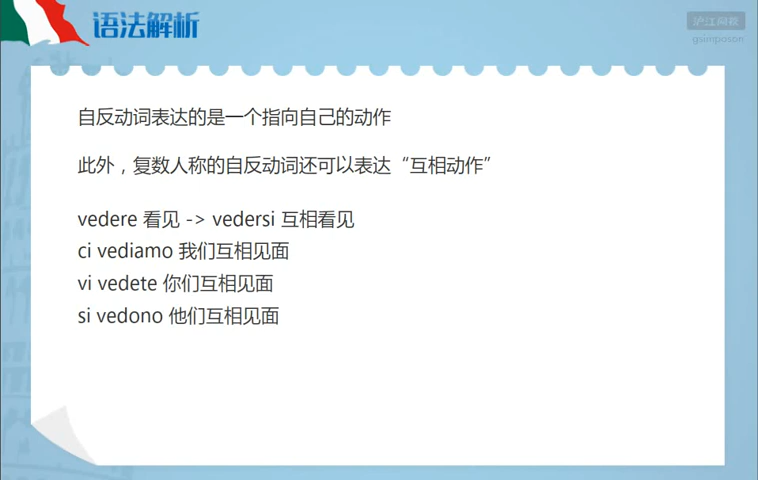 语法解析
沪江网校
gsimposon
自反动词表达的是一个指向自己的动作
此外，复数人称的自反动词还可以表达“互相动作”
vedere 看见 -> vedersi 互相看见
ci vediamo 我们互相见面
vi vedete 你们互相见面
si vedono 他们互相见面